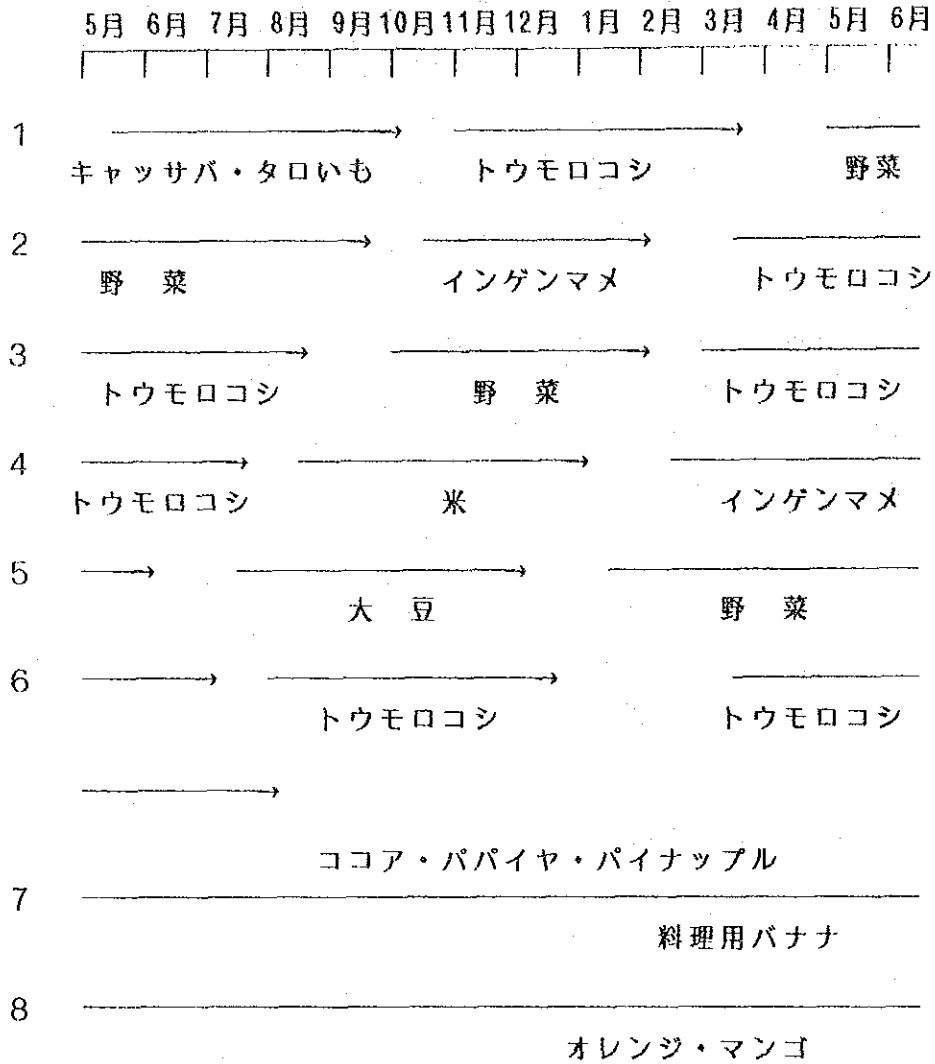 5月 6月 7月 8月 9月 10月 11月 12月 1月 2月 3月 4月 5月 6月
1
キャッサバ・タロいも トウモロコシ 野菜
2
野 菜 インゲンマメ トウモロコシ
3
トウモロコシ 野 菜 トウモロコシ
4
トウモロコシ 米 インゲンマメ
5
大 豆 野 菜
6
トウモロコシ トウモロコシ
ココア・パパイヤ・パイナップル
7
料理用バナナ
8
オレンジ・マンゴ